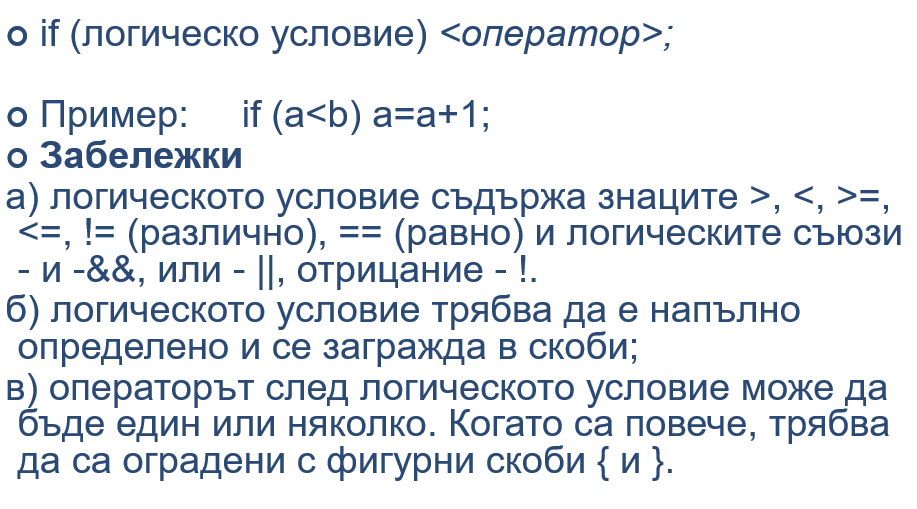 if (логическо условие) <оператор>;
Пример: if (a<b) a=a+1;
Забележки
а) логическото условие съдържа знаците >, <, >=,
<=, != (различно), == (равно) и логическите съюзи
- и -&&, или - ||, отрицание - !.
б) логическото условие трябва да е напълно
определено и се загражда в скоби;
в) операторът след логическото условие може да
бъде един или няколко. Когато са повече, трябва
да са оградени с фигурни скоби { и }.